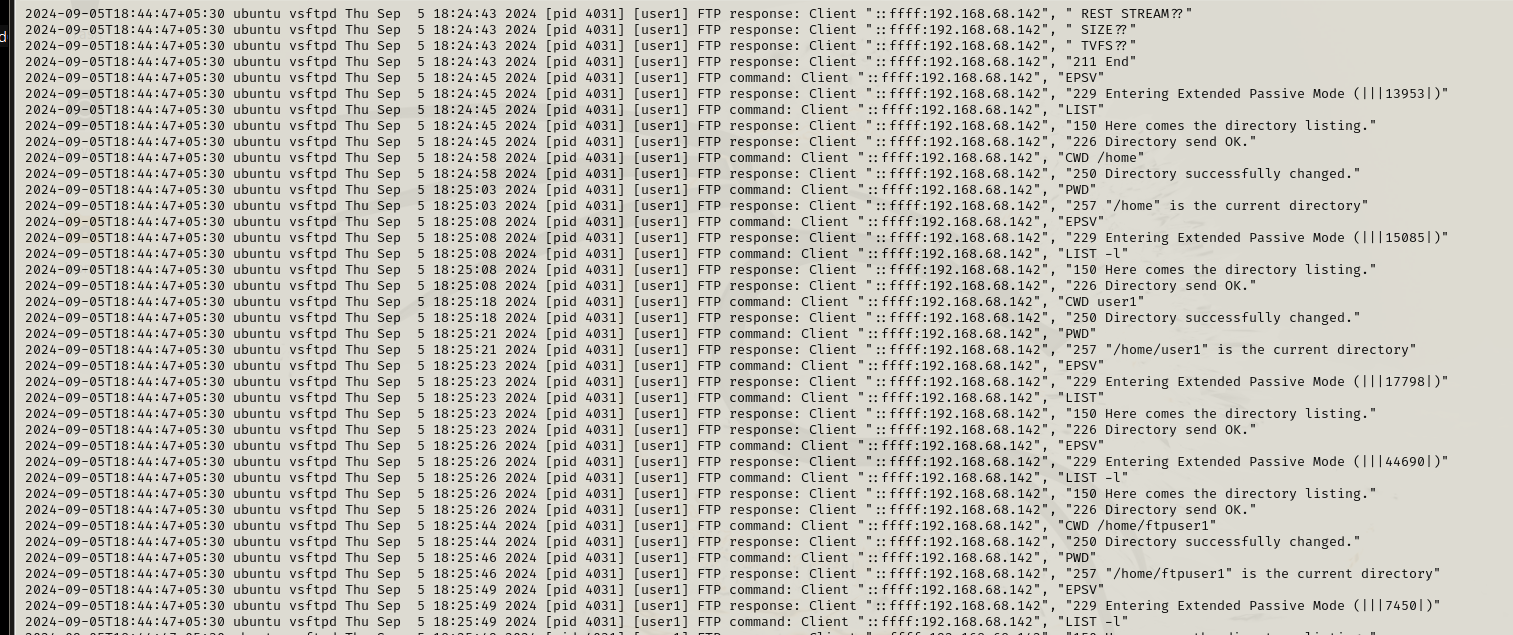 2024-09-05T18:44:47+05:30 ubuntu vsftpd Thu Sep  5 18:24:43 2024 [pid 4031] [user1] FTP response: Client "::ffff:192.168.68.142", " REST STREAM??"
2024-09-05T18:44:47+05:30 ubuntu vsftpd Thu Sep  5 18:24:43 2024 [pid 4031] [user1] FTP response: Client "::ffff:192.168.68.142", " SIZE??"
2024-09-05T18:44:47+05:30 ubuntu vsftpd Thu Sep  5 18:24:43 2024 [pid 4031] [user1] FTP response: Client "::ffff:192.168.68.142", " TVFS??"
2024-09-05T18:44:47+05:30 ubuntu vsftpd Thu Sep  5 18:24:43 2024 [pid 4031] [user1] FTP response: Client "::ffff:192.168.68.142", "211 End"
2024-09-05T18:44:47+05:30 ubuntu vsftpd Thu Sep  5 18:24:45 2024 [pid 4031] [user1] FTP command: Client "::ffff:192.168.68.142", "EPSV"
2024-09-05T18:44:47+05:30 ubuntu vsftpd Thu Sep  5 18:24:45 2024 [pid 4031] [user1] FTP response: Client "::ffff:192.168.68.142", "229 Entering Extended Passive Mode (|||13953|)"
2024-09-05T18:44:47+05:30 ubuntu vsftpd Thu Sep  5 18:24:45 2024 [pid 4031] [user1] FTP command: Client "::ffff:192.168.68.142", "LIST"
2024-09-05T18:44:47+05:30 ubuntu vsftpd Thu Sep  5 18:24:45 2024 [pid 4031] [user1] FTP response: Client "::ffff:192.168.68.142", "150 Here comes the directory listing."
2024-09-05T18:44:47+05:30 ubuntu vsftpd Thu Sep  5 18:24:45 2024 [pid 4031] [user1] FTP response: Client "::ffff:192.168.68.142", "226 Directory send OK."
2024-09-05T18:44:47+05:30 ubuntu vsftpd Thu Sep  5 18:24:58 2024 [pid 4031] [user1] FTP command: Client "::ffff:192.168.68.142", "CWD /home"
2024-09-05T18:44:47+05:30 ubuntu vsftpd Thu Sep  5 18:24:58 2024 [pid 4031] [user1] FTP response: Client "::ffff:192.168.68.142", "250 Directory successfully changed."
2024-09-05T18:44:47+05:30 ubuntu vsftpd Thu Sep  5 18:25:03 2024 [pid 4031] [user1] FTP command: Client "::ffff:192.168.68.142", "PWD"
2024-09-05T18:44:47+05:30 ubuntu vsftpd Thu Sep  5 18:25:03 2024 [pid 4031] [user1] FTP response: Client "::ffff:192.168.68.142", "257 "/home" is the current directory"
2024-09-05T18:44:47+05:30 ubuntu vsftpd Thu Sep  5 18:25:08 2024 [pid 4031] [user1] FTP command: Client "::ffff:192.168.68.142", "EPSV"
2024-09-05T18:44:47+05:30 ubuntu vsftpd Thu Sep  5 18:25:08 2024 [pid 4031] [user1] FTP response: Client "::ffff:192.168.68.142", "229 Entering Extended Passive Mode (|||15085|)"
2024-09-05T18:44:47+05:30 ubuntu vsftpd Thu Sep  5 18:25:08 2024 [pid 4031] [user1] FTP command: Client "::ffff:192.168.68.142", "LIST -l"
2024-09-05T18:44:47+05:30 ubuntu vsftpd Thu Sep  5 18:25:08 2024 [pid 4031] [user1] FTP response: Client "::ffff:192.168.68.142", "150 Here comes the directory listing."
2024-09-05T18:44:47+05:30 ubuntu vsftpd Thu Sep  5 18:25:08 2024 [pid 4031] [user1] FTP response: Client "::ffff:192.168.68.142", "226 Directory send OK."
2024-09-05T18:44:47+05:30 ubuntu vsftpd Thu Sep  5 18:25:18 2024 [pid 4031] [user1] FTP command: Client "::ffff:192.168.68.142", "CWD user1"
2024-09-05T18:44:47+05:30 ubuntu vsftpd Thu Sep  5 18:25:18 2024 [pid 4031] [user1] FTP response: Client "::ffff:192.168.68.142", "250 Directory successfully changed."
2024-09-05T18:44:47+05:30 ubuntu vsftpd Thu Sep  5 18:25:21 2024 [pid 4031] [user1] FTP command: Client "::ffff:192.168.68.142", "PWD"
2024-09-05T18:44:47+05:30 ubuntu vsftpd Thu Sep  5 18:25:21 2024 [pid 4031] [user1] FTP response: Client "::ffff:192.168.68.142", "257 "/home/user1" is the current directory"
2024-09-05T18:44:47+05:30 ubuntu vsftpd Thu Sep  5 18:25:23 2024 [pid 4031] [user1] FTP command: Client "::ffff:192.168.68.142", "EPSV"
2024-09-05T18:44:47+05:30 ubuntu vsftpd Thu Sep  5 18:25:23 2024 [pid 4031] [user1] FTP response: Client "::ffff:192.168.68.142", "229 Entering Extended Passive Mode (|||17798|)"
2024-09-05T18:44:47+05:30 ubuntu vsftpd Thu Sep  5 18:25:23 2024 [pid 4031] [user1] FTP command: Client "::ffff:192.168.68.142", "LIST"
2024-09-05T18:44:47+05:30 ubuntu vsftpd Thu Sep  5 18:25:23 2024 [pid 4031] [user1] FTP response: Client "::ffff:192.168.68.142", "150 Here comes the directory listing."
2024-09-05T18:44:47+05:30 ubuntu vsftpd Thu Sep  5 18:25:23 2024 [pid 4031] [user1] FTP response: Client "::ffff:192.168.68.142", "226 Directory send OK."
2024-09-05T18:44:47+05:30 ubuntu vsftpd Thu Sep  5 18:25:26 2024 [pid 4031] [user1] FTP command: Client "::ffff:192.168.68.142", "EPSV"
2024-09-05T18:44:47+05:30 ubuntu vsftpd Thu Sep  5 18:25:26 2024 [pid 4031] [user1] FTP response: Client "::ffff:192.168.68.142", "229 Entering Extended Passive Mode (|||44690|)"
2024-09-05T18:44:47+05:30 ubuntu vsftpd Thu Sep  5 18:25:26 2024 [pid 4031] [user1] FTP command: Client "::ffff:192.168.68.142", "LIST -l"
2024-09-05T18:44:47+05:30 ubuntu vsftpd Thu Sep  5 18:25:26 2024 [pid 4031] [user1] FTP response: Client "::ffff:192.168.68.142", "150 Here comes the directory listing."
2024-09-05T18:44:47+05:30 ubuntu vsftpd Thu Sep  5 18:25:26 2024 [pid 4031] [user1] FTP response: Client "::ffff:192.168.68.142", "226 Directory send OK."
2024-09-05T18:44:47+05:30 ubuntu vsftpd Thu Sep  5 18:25:44 2024 [pid 4031] [user1] FTP command: Client "::ffff:192.168.68.142", "CWD /home/ftpuser1"
2024-09-05T18:44:47+05:30 ubuntu vsftpd Thu Sep  5 18:25:44 2024 [pid 4031] [user1] FTP response: Client "::ffff:192.168.68.142", "250 Directory successfully changed."
2024-09-05T18:44:47+05:30 ubuntu vsftpd Thu Sep  5 18:25:46 2024 [pid 4031] [user1] FTP command: Client "::ffff:192.168.68.142", "PWD"
2024-09-05T18:44:47+05:30 ubuntu vsftpd Thu Sep  5 18:25:46 2024 [pid 4031] [user1] FTP response: Client "::ffff:192.168.68.142", "257 "/home/ftpuser1" is the current directory"
2024-09-05T18:44:47+05:30 ubuntu vsftpd Thu Sep  5 18:25:49 2024 [pid 4031] [user1] FTP command: Client "::ffff:192.168.68.142", "EPSV"
2024-09-05T18:44:47+05:30 ubuntu vsftpd Thu Sep  5 18:25:49 2024 [pid 4031] [user1] FTP response: Client "::ffff:192.168.68.142", "229 Entering Extended Passive Mode (|||7450|)"
2024-09-05T18:44:47+05:30 ubuntu vsftpd Thu Sep  5 18:25:49 2024 [pid 4031] [user1] FTP command: Client "::ffff:192.168.68.142", "LIST -l"